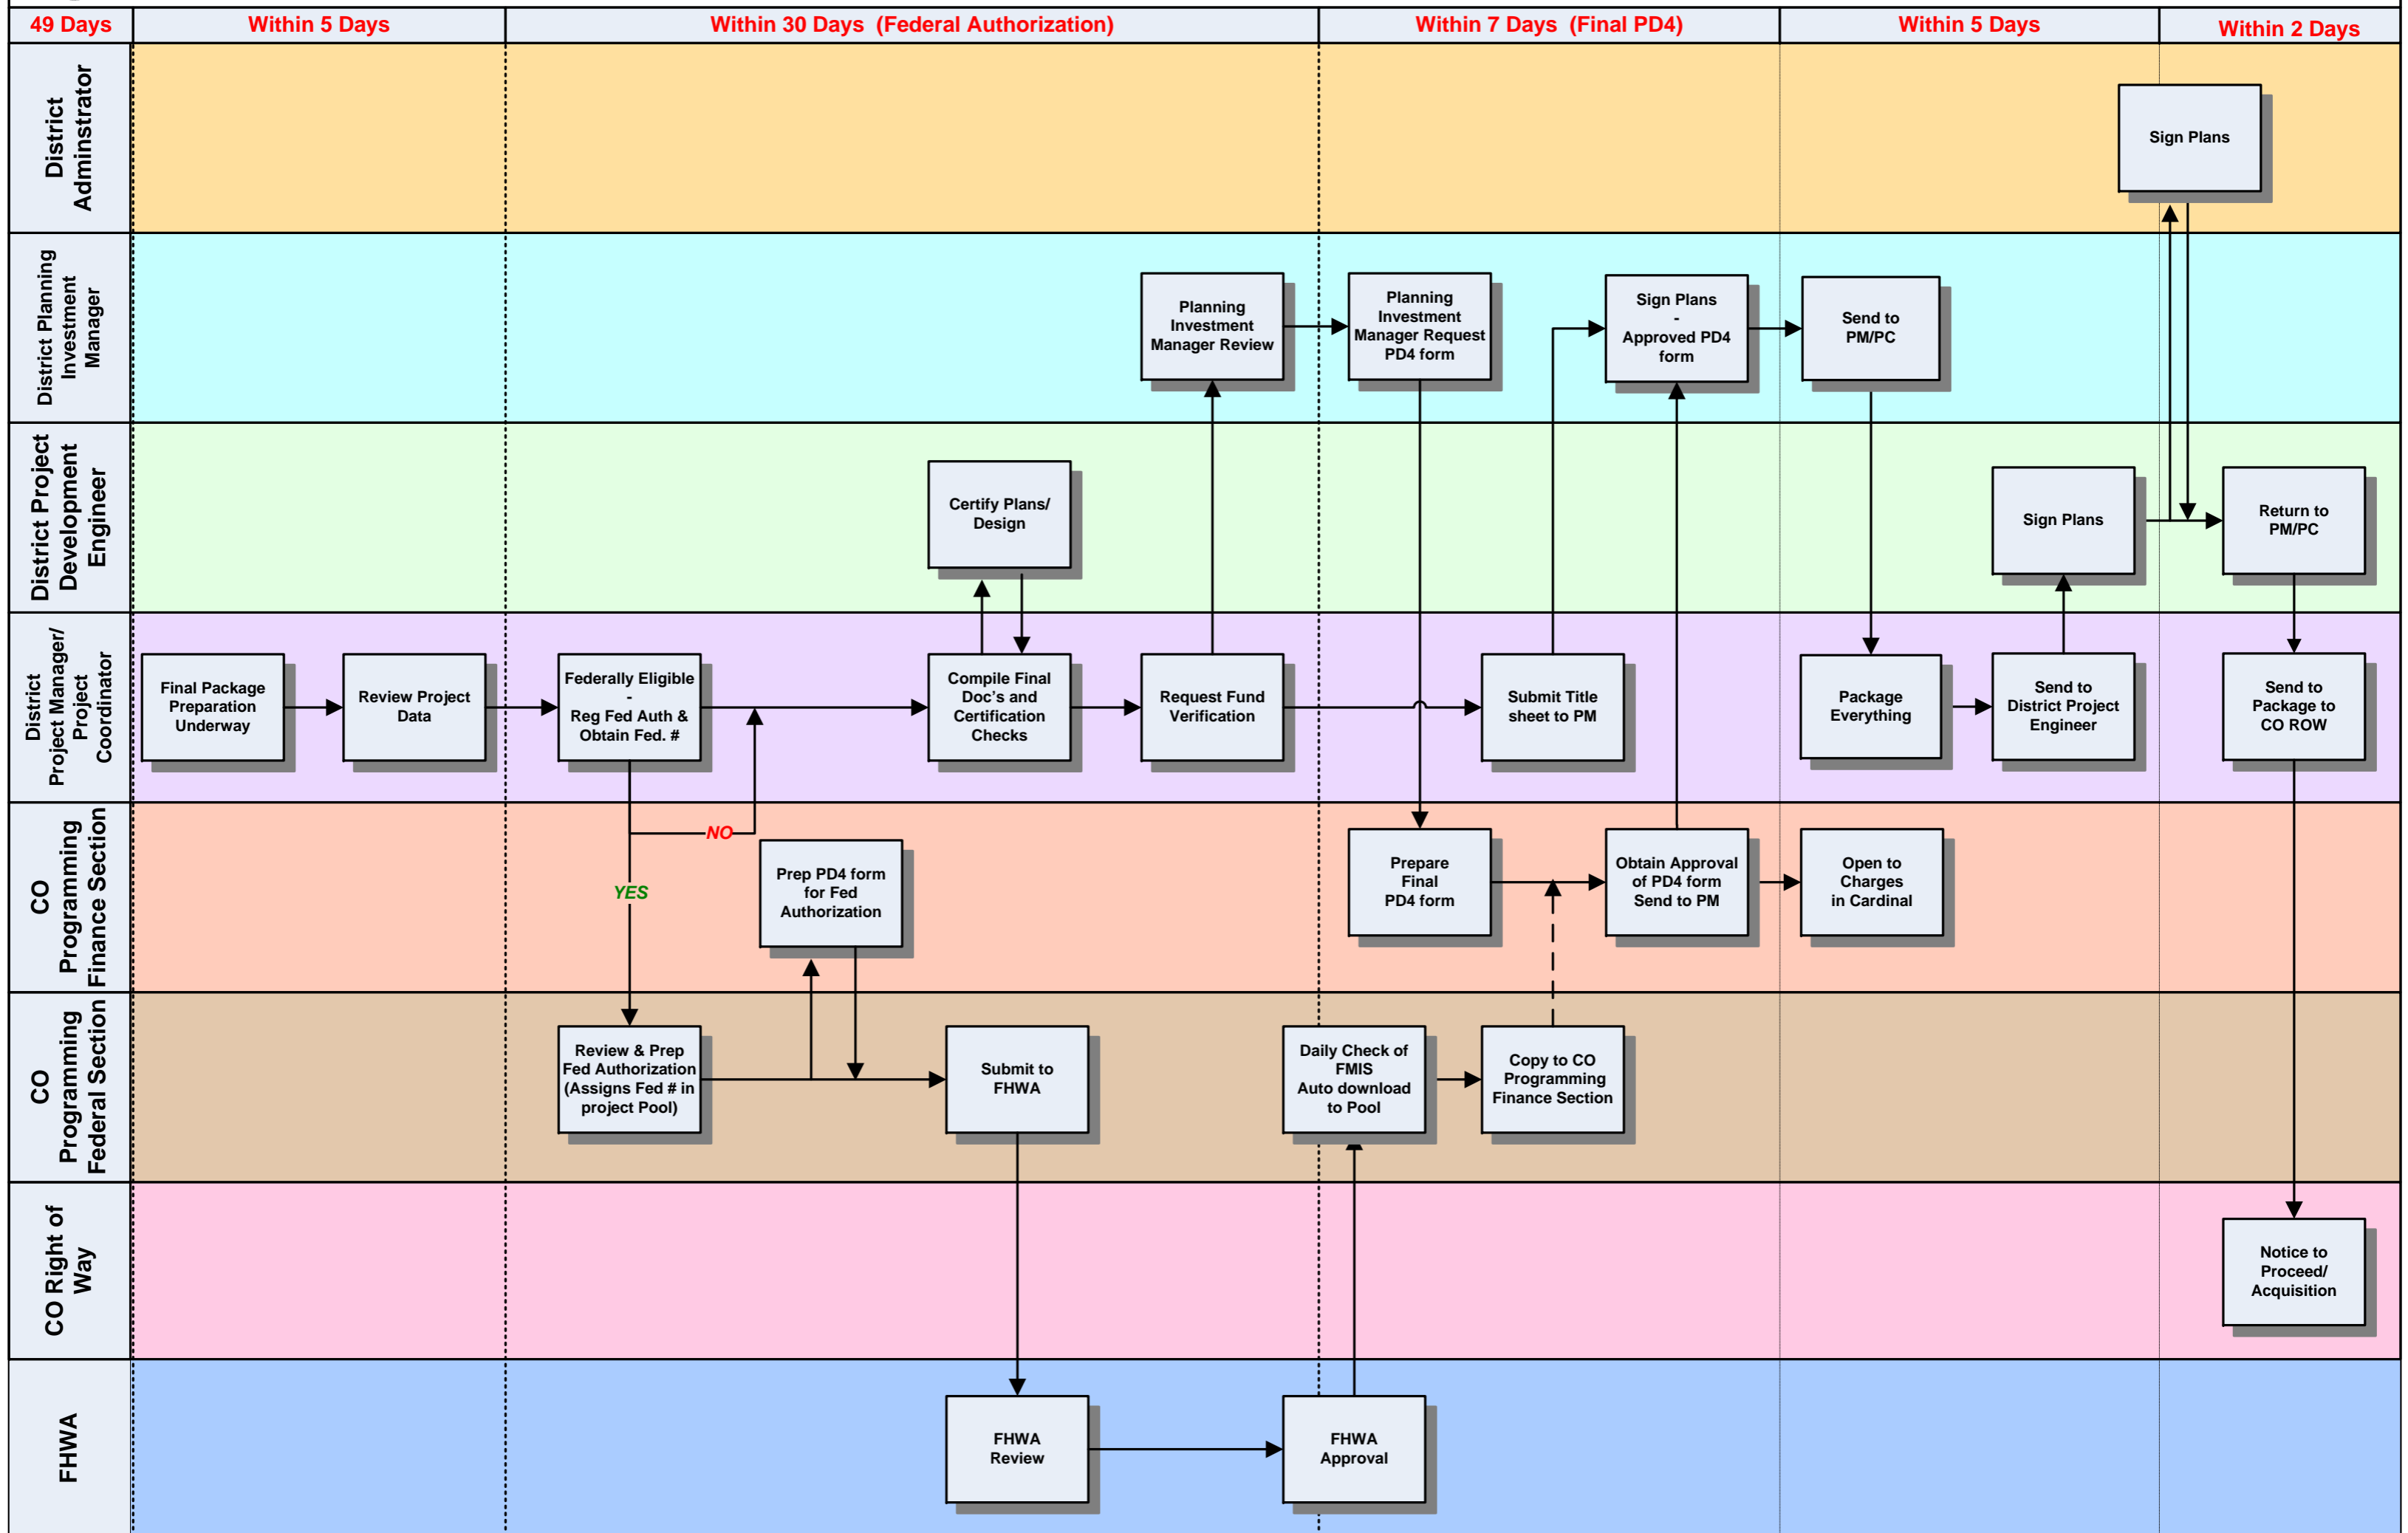 49 Days
Within 5 Days
Within 30 Days (Federal Authorization)
Within 7 Days (Final PD4)
Within 5 Days
Within 2 Days
District
Adminstrator
Sign Plans
District Planning
Investment
Manager
Planning
Investment
Manager Review
Planning
Investment
Manager Request
PD4 form
Sign Plans
-
Approved PD4
form
Send to
PM/PC
District Project
Development
Engineer
Certify Plans/
Design
Sign Plans
Return to
PM/PC
District
Project Manager/
Project
Coordinator
Final Package
Preparation
Underway
Review Project
Data
Federally Eligible
-
Reg Fed Auth &
Obtain Fed. #
Compile Final
Doc's and
Certification
Checks
Request Fund
Verification
Submit Title
sheet to PM
Package
Everything
Send to
District Project
Engineer
Send to
Package to
CO ROW
CO
Programming
Finance Section
NO
YES
Prep PD4 form
for Fed
Authorization
Prepare
Final
PD4 form
Obtain Approval
of PD4 form
Send to PM
Open to
Charges
in Cardinal
CO
Programming
Federal Section
Review & Prep
Fed Authorization
(Assigns Fed # in
project Pool)
Submit to
FHWA
Daily Check of
FMIS
Auto download
to Pool
Copy to CO
Programming
Finance Section
CO Right of
Way
Notice to
Proceed/
Acquisition
FHWA
FHWA
Review
FHWA
Approval